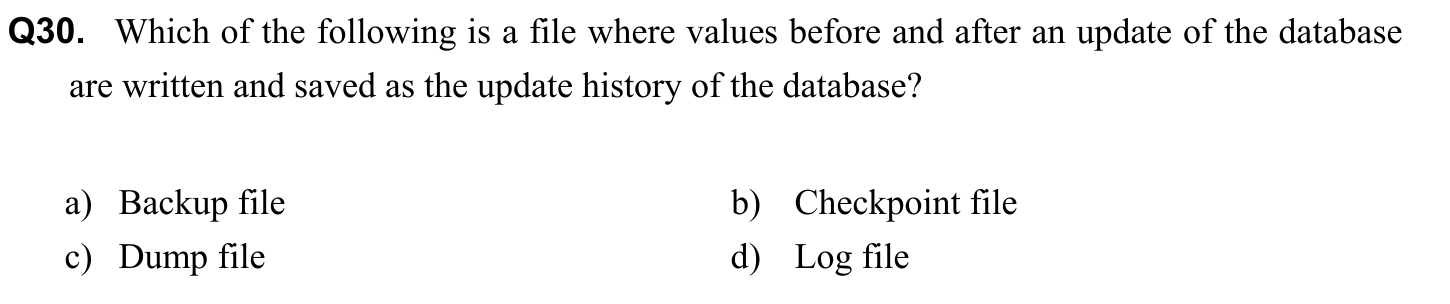 Q30. Which of the following is a file where values before and after an update of the database
are written and saved as the update history of the database?
a) Backup file b) Checkpoint file
c) Dump file d) Log file